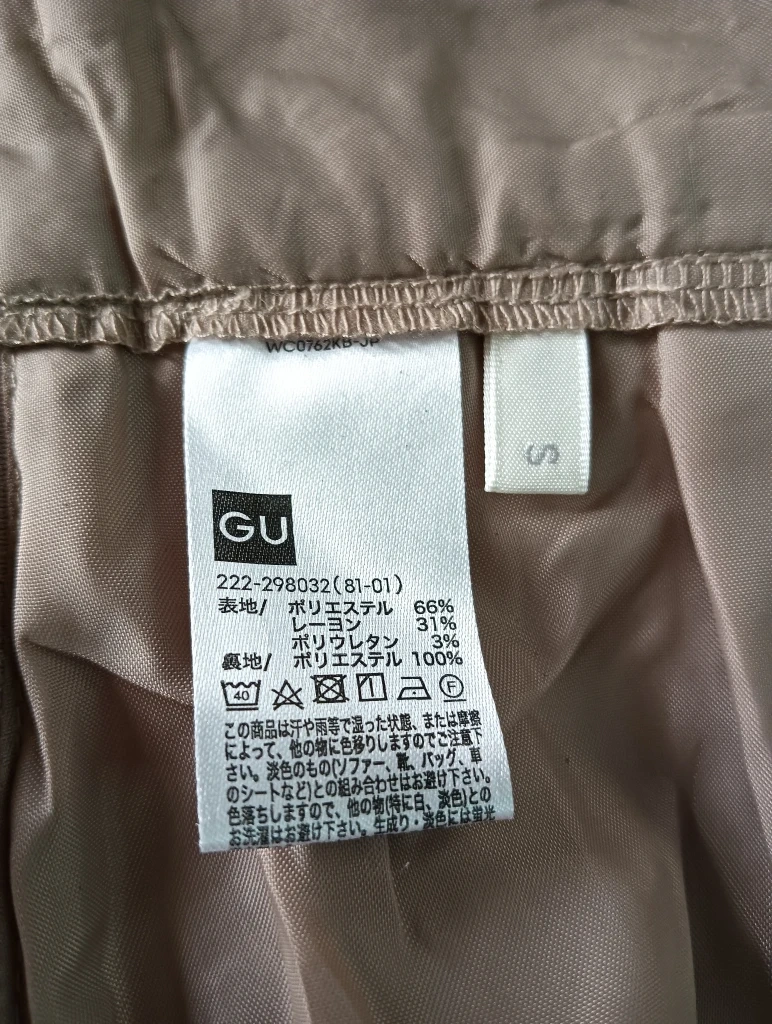 WC0762KB-JP
S
GU
222-298032(81-01)
表地/ ポリエステル 66%
レーヨン 31%
ポリウレタン 3%
裏地/ ポリエステル 100%
40 F
この商品は汗や雨等で湿った状態、または摩擦
によって、他の物に色移りしますのでご注意下
さい。淡色のもの(ソファー、靴、バッグ、車
のシートなど)との組み合わせはお避け下さい。
色落ちしますので、他の物(特に白、淡色)との
お洗濯はお避け下さい。生成り・淡色には蛍光